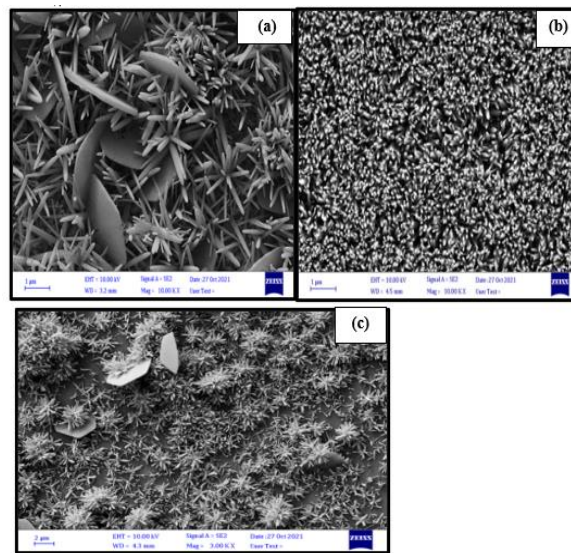 (a)
(b)
1 µm
EHT = 10.00 kV
Signal A = SE2
Date :27 Oct 2021
WD = 3.2 mm
Mag = 10.00 K X
User Text =
ZEISS
1 µm
EHT = 10.00 kV
Signal A = SE2
Date :27 Oct 2021
WD = 4.5 mm
Mag = 10.00 K X
User Text =
ZEISS
(c)
2 µm
EHT = 10.00 kV
Signal A = SE2
Date :27 Oct 2021
WD = 4.3 mm
Mag = 3.00 K X
User Text =
ZEISS